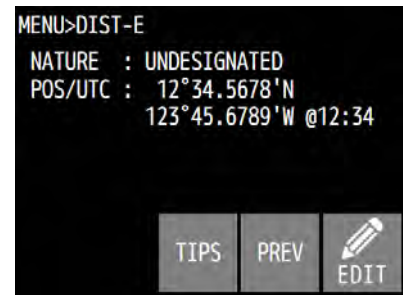 MENU>DIST-E
NATURE : UNDESIGNATED
POS/UTC : 12°34.5678'N
123°45.6789'W @12:34
TIPS PREV EDIT